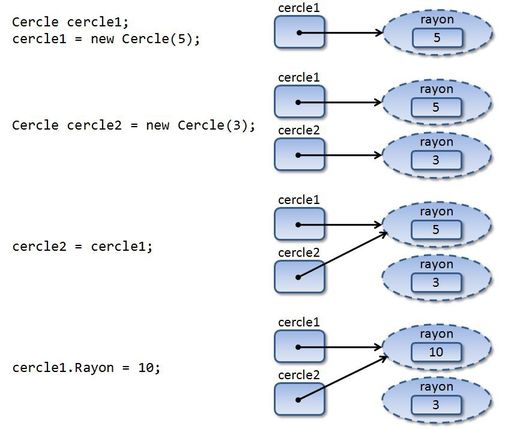 Cercle cercle1;
cercle1 = new Cercle(5);
cercle1
rayon
5
Cercle cercle2 = new Cercle(3);
cercle1
rayon
5
cercle2
rayon
3
cercle2 = cercle1;
cercle1
rayon
5
cercle2
rayon
3
cercle1.Rayon = 10;
cercle1
rayon
10
cercle2
rayon
3